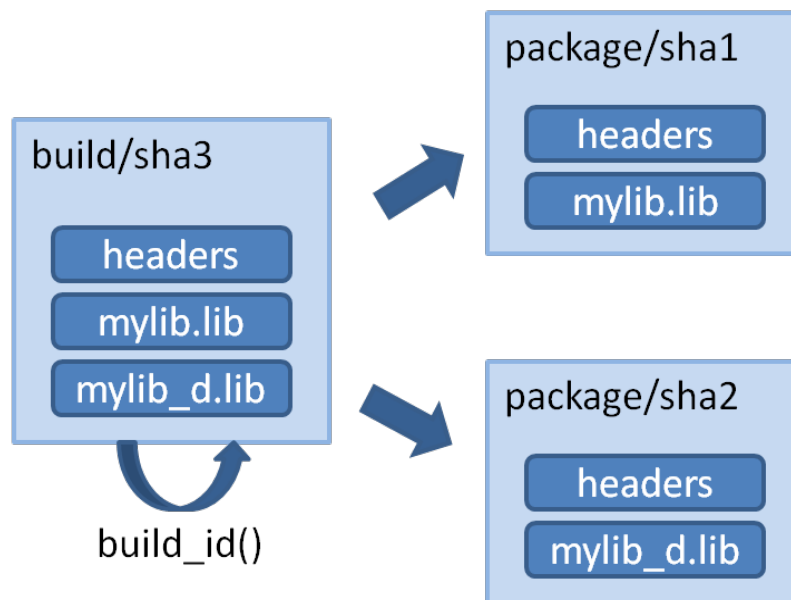 build/sha3
headers
mylib.lib
mylib_d.lib
build_id()
package/sha1
headers
mylib.lib
package/sha2
headers
mylib_d.lib